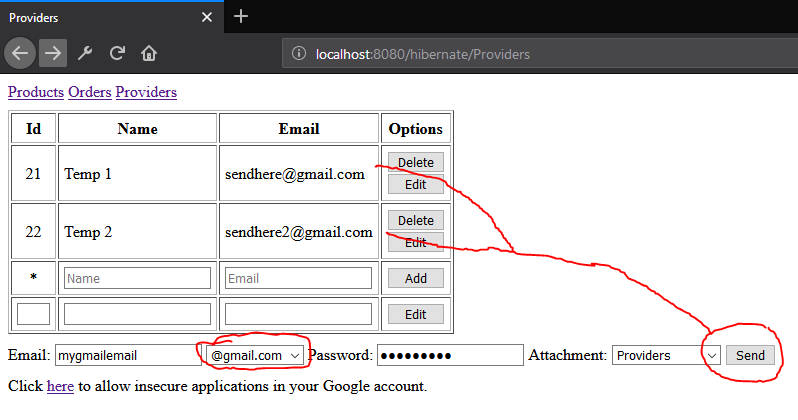 Providers
localhost:8080/hibernate/Providers
Products Orders Providers
Id Name Email Options
21 Temp 1 sendhere@gmail.com Delete Edit
22 Temp 2 sendhere2@gmail.com Delete Edit
* Name Email Add
Edit
Email: mygmailemail @gmail.com Password: ●●●●●●●●● Attachment: Providers Send
Click here to allow insecure applications in your Google account.